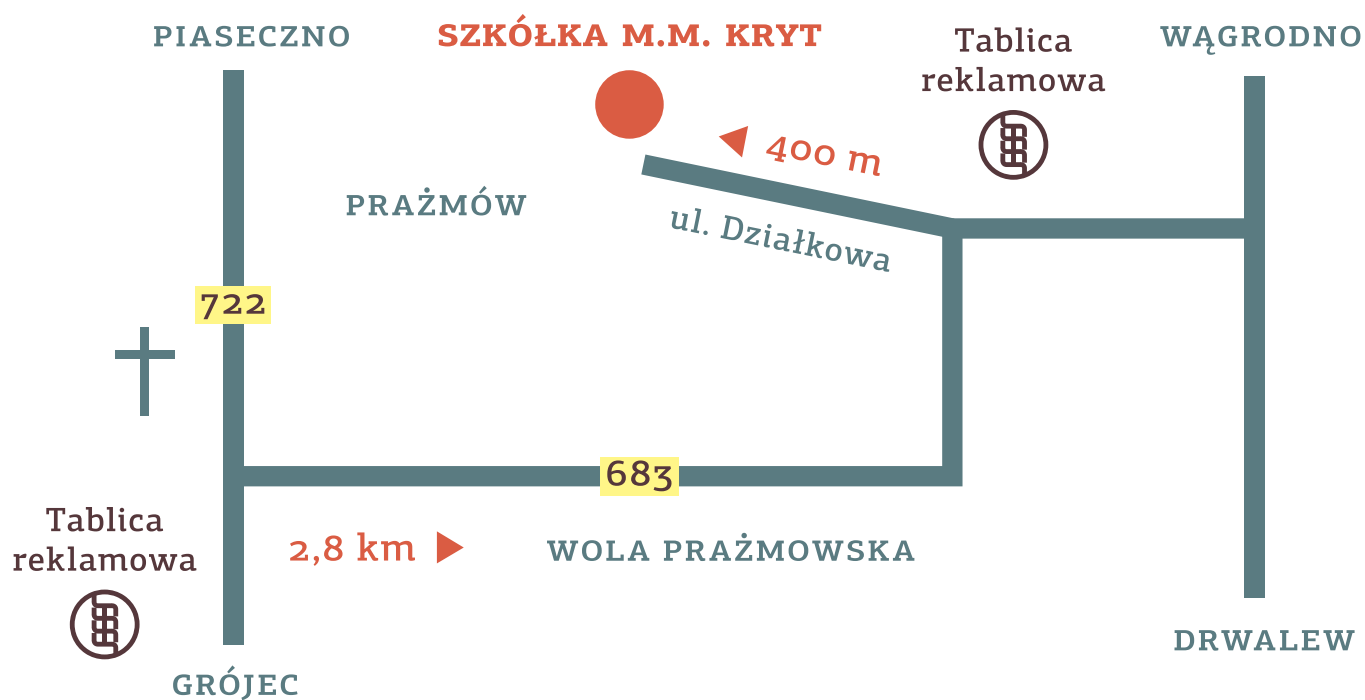 PIASECZNO
SZKÓŁKA M.M. KRYT
Tablica
reklamowa
WĄGRODNO
400 m
PRAŻMÓW
ul. Działkowa
722
683
Tablica
reklamowa
2,8 km
WOLA PRAŻMOWSKA
DRWALEW
GRÓJEC